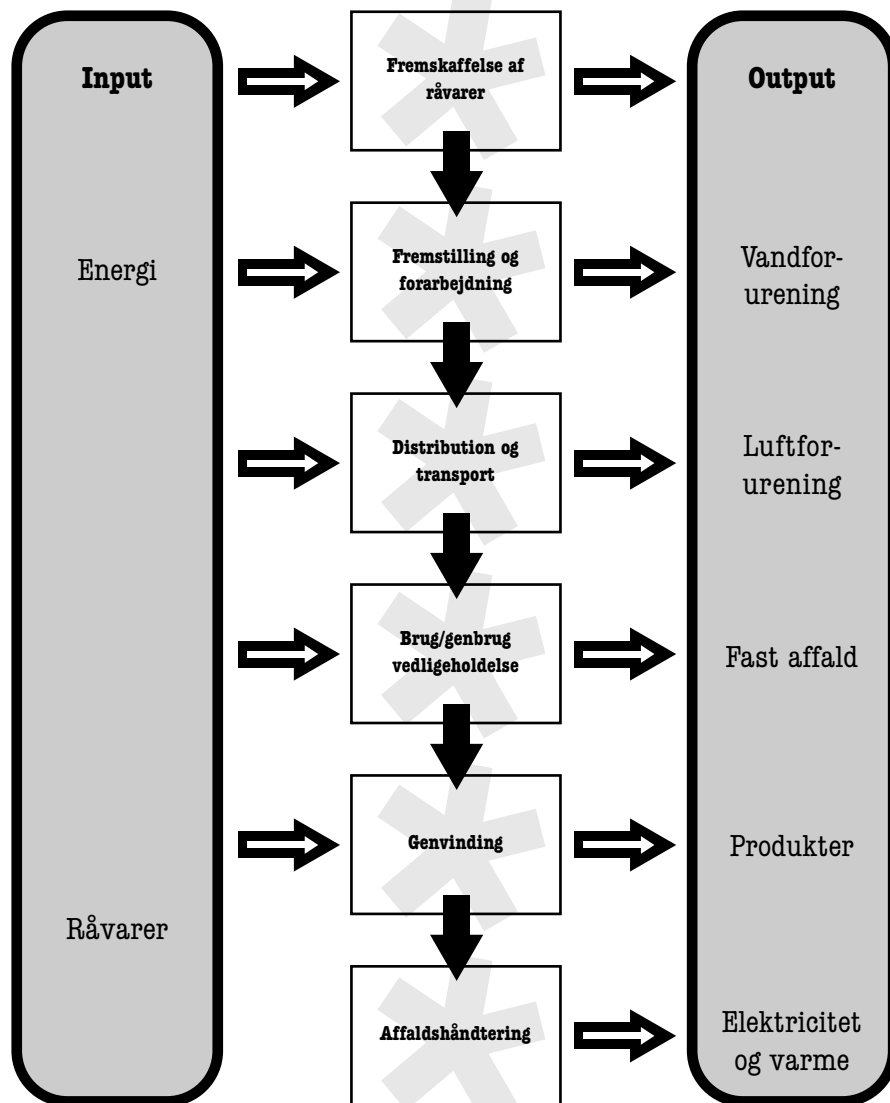 Input
Energi
Råvarer
Fremskaffelse af
råvarer
Fremstilling og
forarbejdning
Distribution og
transport
Brug/genbrug
vedligeholdelse
Genvinding
Affaldshåndtering
Output
Vandfor-
urening
Luftfor-
urening
Fast affald
Produkter
Elektricitet
og varme